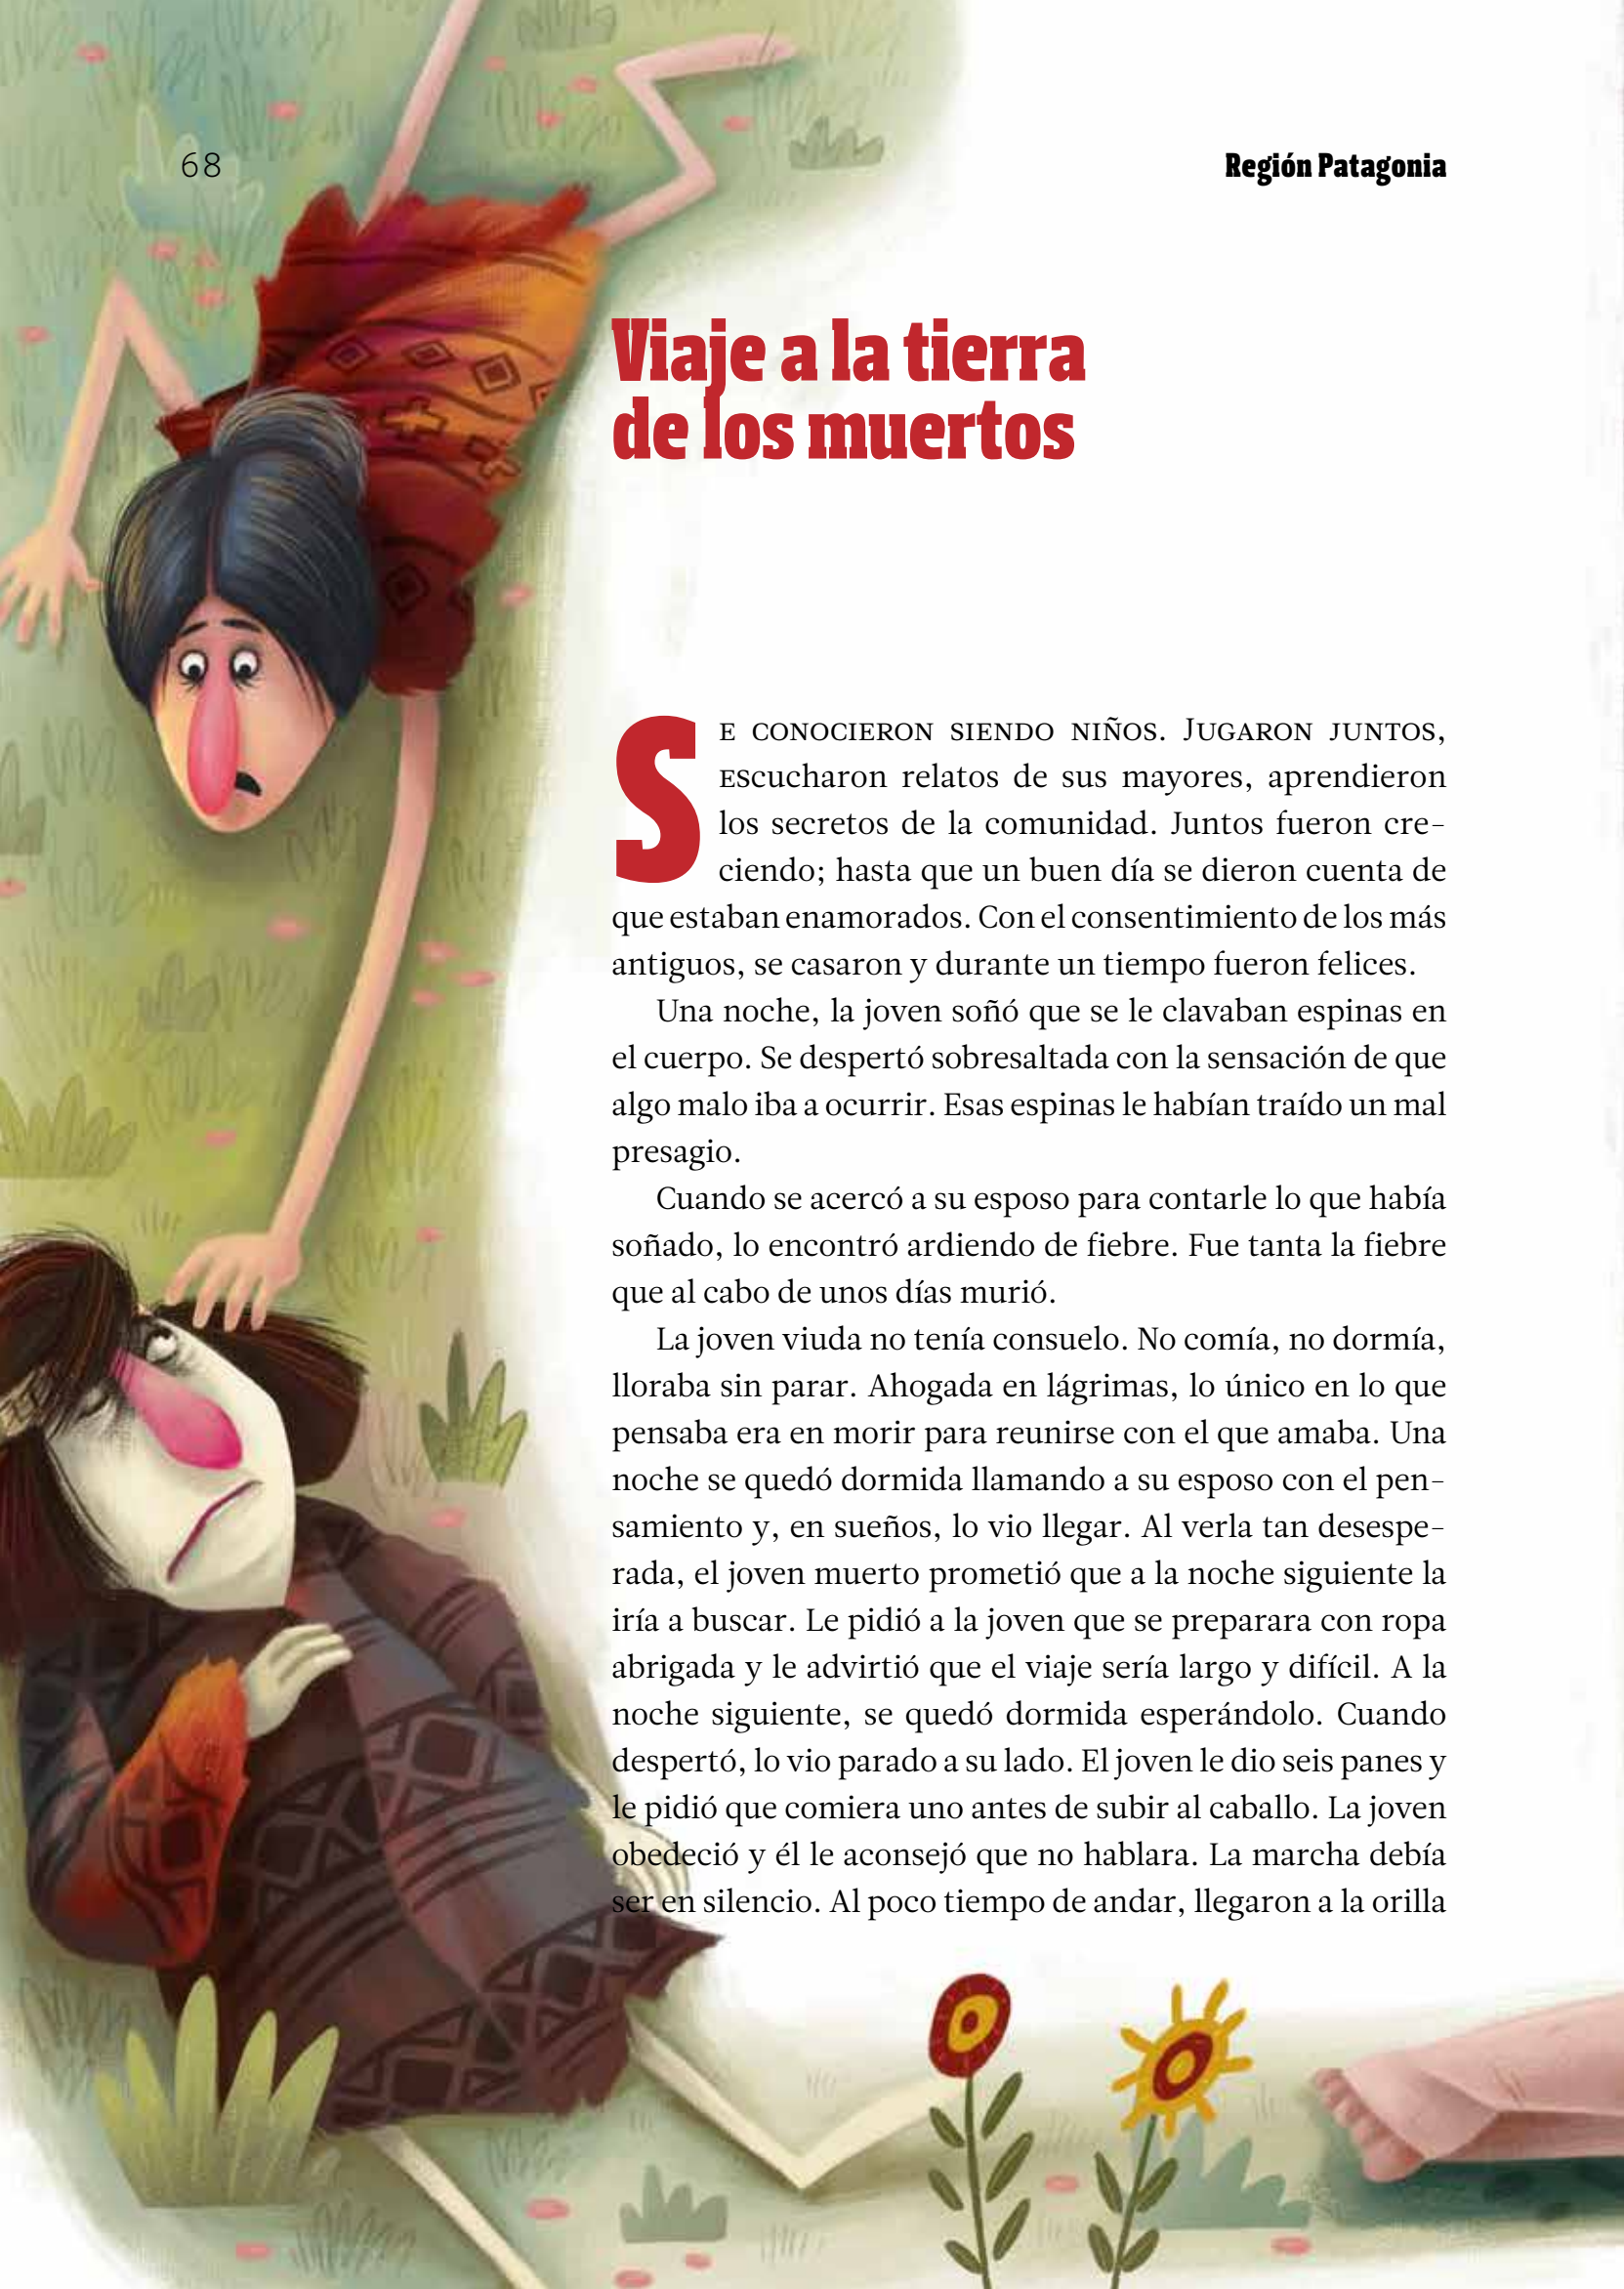 68
Región Patagonia
Viaje a la tierra
de los muertos
SE CONOCIERON SIENDO NIÑOS. JUGARON JUNTOS,
ESCucharon relatos de sus mayores, aprendieron
los secretos de la comunidad. Juntos fueron cre-
ciendo; hasta que un buen día se dieron cuenta de
que estaban enamorados. Con el consentimiento de los más
antiguos, se casaron y durante un tiempo fueron felices.
Una noche, la joven soñó que se le clavaban espinas en
el cuerpo. Se despertó sobresaltada con la sensación de que
algo malo iba a ocurrir. Esas espinas le habían traído un mal
presagio.
Cuando se acercó a su esposo para contarle lo que había
soñado, lo encontró ardiendo de fiebre. Fue tanta la fiebre
que al cabo de unos días murió.
La joven viuda no tenía consuelo. No comía, no dormía,
lloraba sin parar. Ahogada en lágrimas, lo único en lo que
pensaba era en morir para reunirse con el que amaba. Una
noche se quedó dormida llamando a su esposo con el pen-
samiento y, en sueños, lo vio llegar. Al verla tan desespe-
rada, el joven muerto prometió que a la noche siguiente la
iría a buscar. Le pidió a la joven que se preparara con ropa
abrigada y le advirtió que el viaje sería largo y difícil. A la
noche siguiente, se quedó dormida esperándolo. Cuando
despertó, lo vio parado a su lado. El joven le dio seis panes y
le pidió que comiera uno antes de subir al caballo. La joven
obedeció y él le aconsejó que no hablara. La marcha debía
ser en silencio. Al poco tiempo de andar, llegaron a la orilla